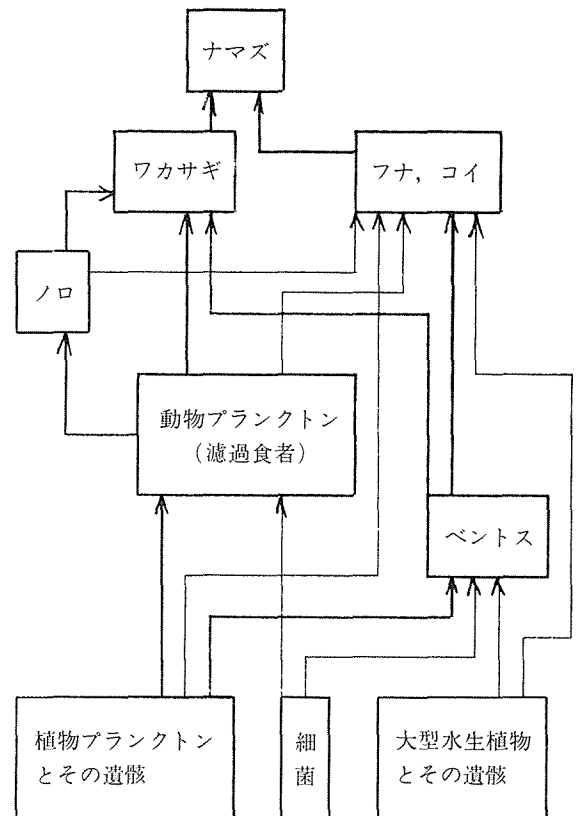 ナマズ
ワカサギ
フナ，コイ
ノロ
動物プランクトン
（濾過食者）
ベントス
植物プランクトン
とその遺骸
細
菌
大型水生植物
とその遺骸